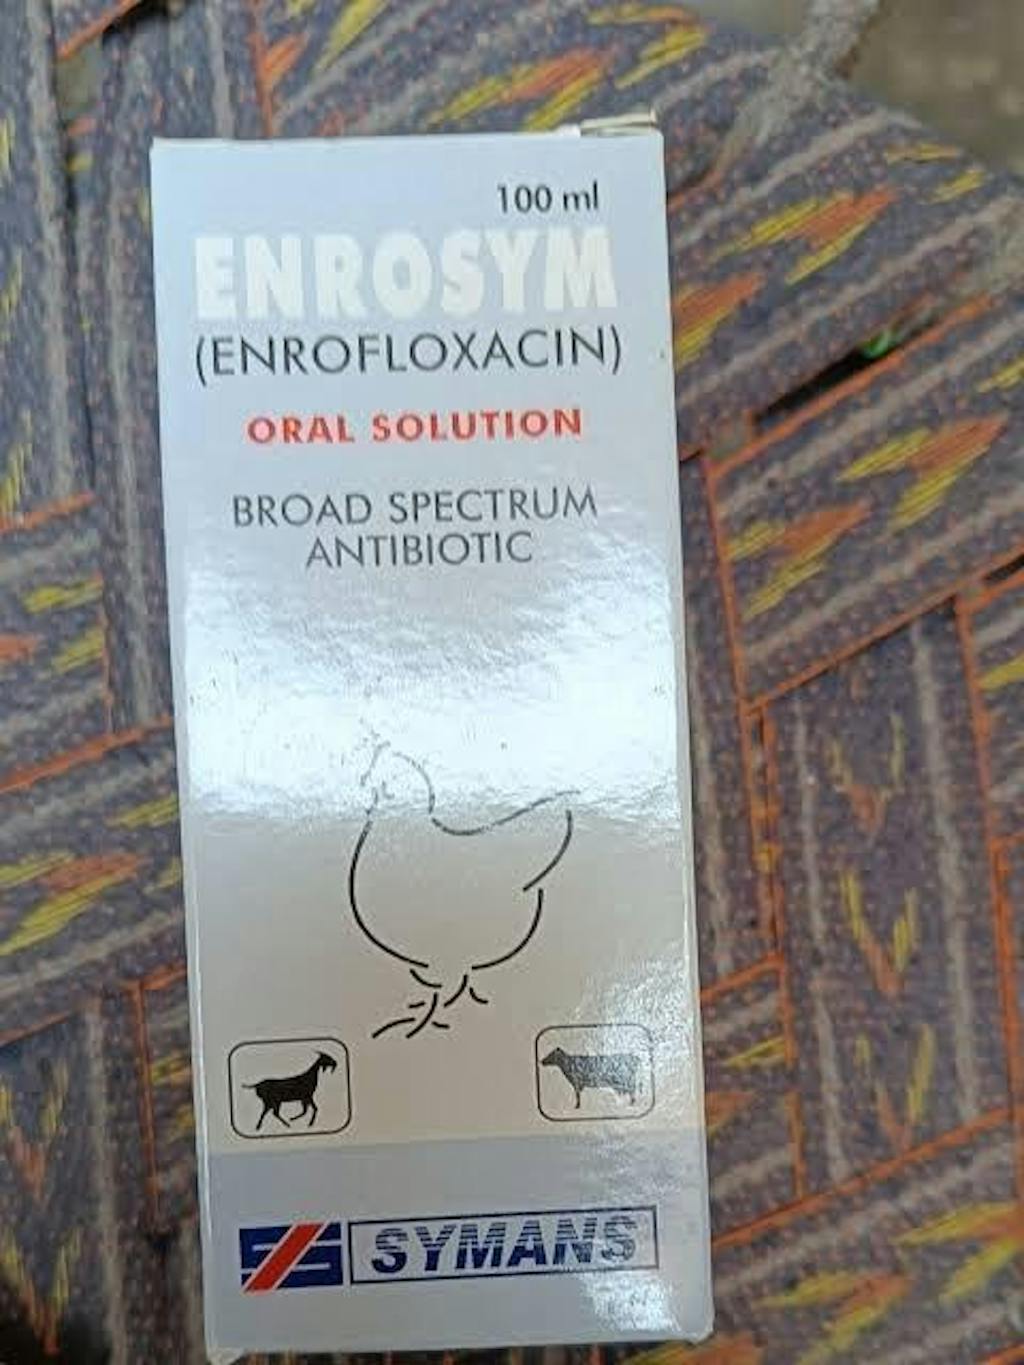 100 ml
ENROSYM
(ENROFLOXACIN)
ORAL SOLUTION
BROAD SPECTRUM
ANTIBIOTIC
SYMANS